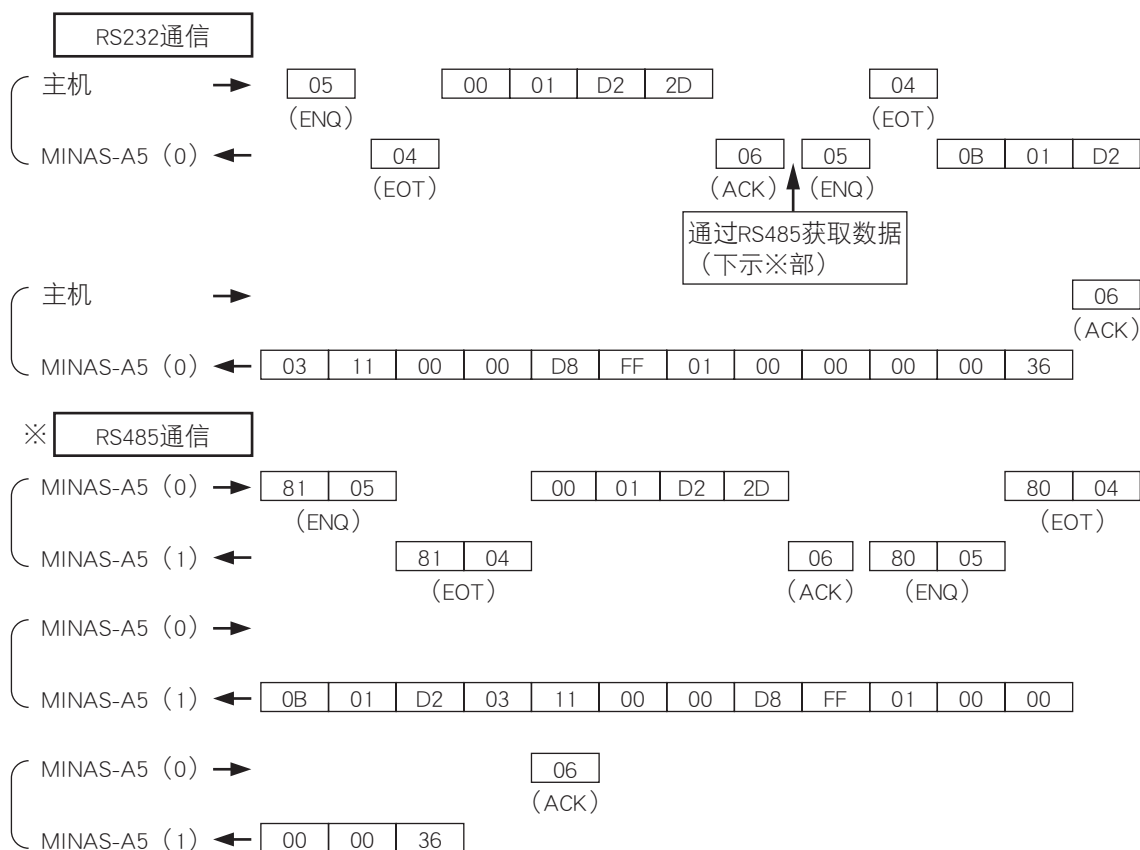 RS232通信
主机 05 00 01 D2 2D 04
(ENQ) (EOT)
MINAS-A5（0） 04 06 05 0B 01 D2
(EOT) (ACK) (ENQ)
通过RS485获取数据
（下示※部）
主机 06
(ACK)
MINAS-A5（0） 03 11 00 00 D8 FF 01 00 00 00 00 36
※ RS485通信
MINAS-A5（0） 81 05 00 01 D2 2D 80 04
(ENQ) (EOT)
MINAS-A5（1） 81 04 06 80 05
(EOT) (ACK) (ENQ)
MINAS-A5（0）
MINAS-A5（1） 0B 01 D2 03 11 00 00 D8 FF 01 00 00
MINAS-A5（0） 06
(ACK)
MINAS-A5（1） 00 00 36